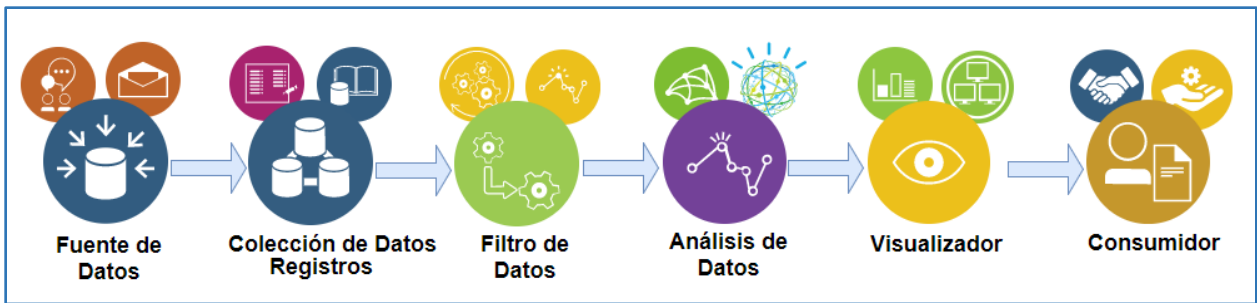 Fuente de
Datos
Colección de Datos
Registros
Filtro de
Datos
Análisis de
Datos
Visualizador
Consumidor